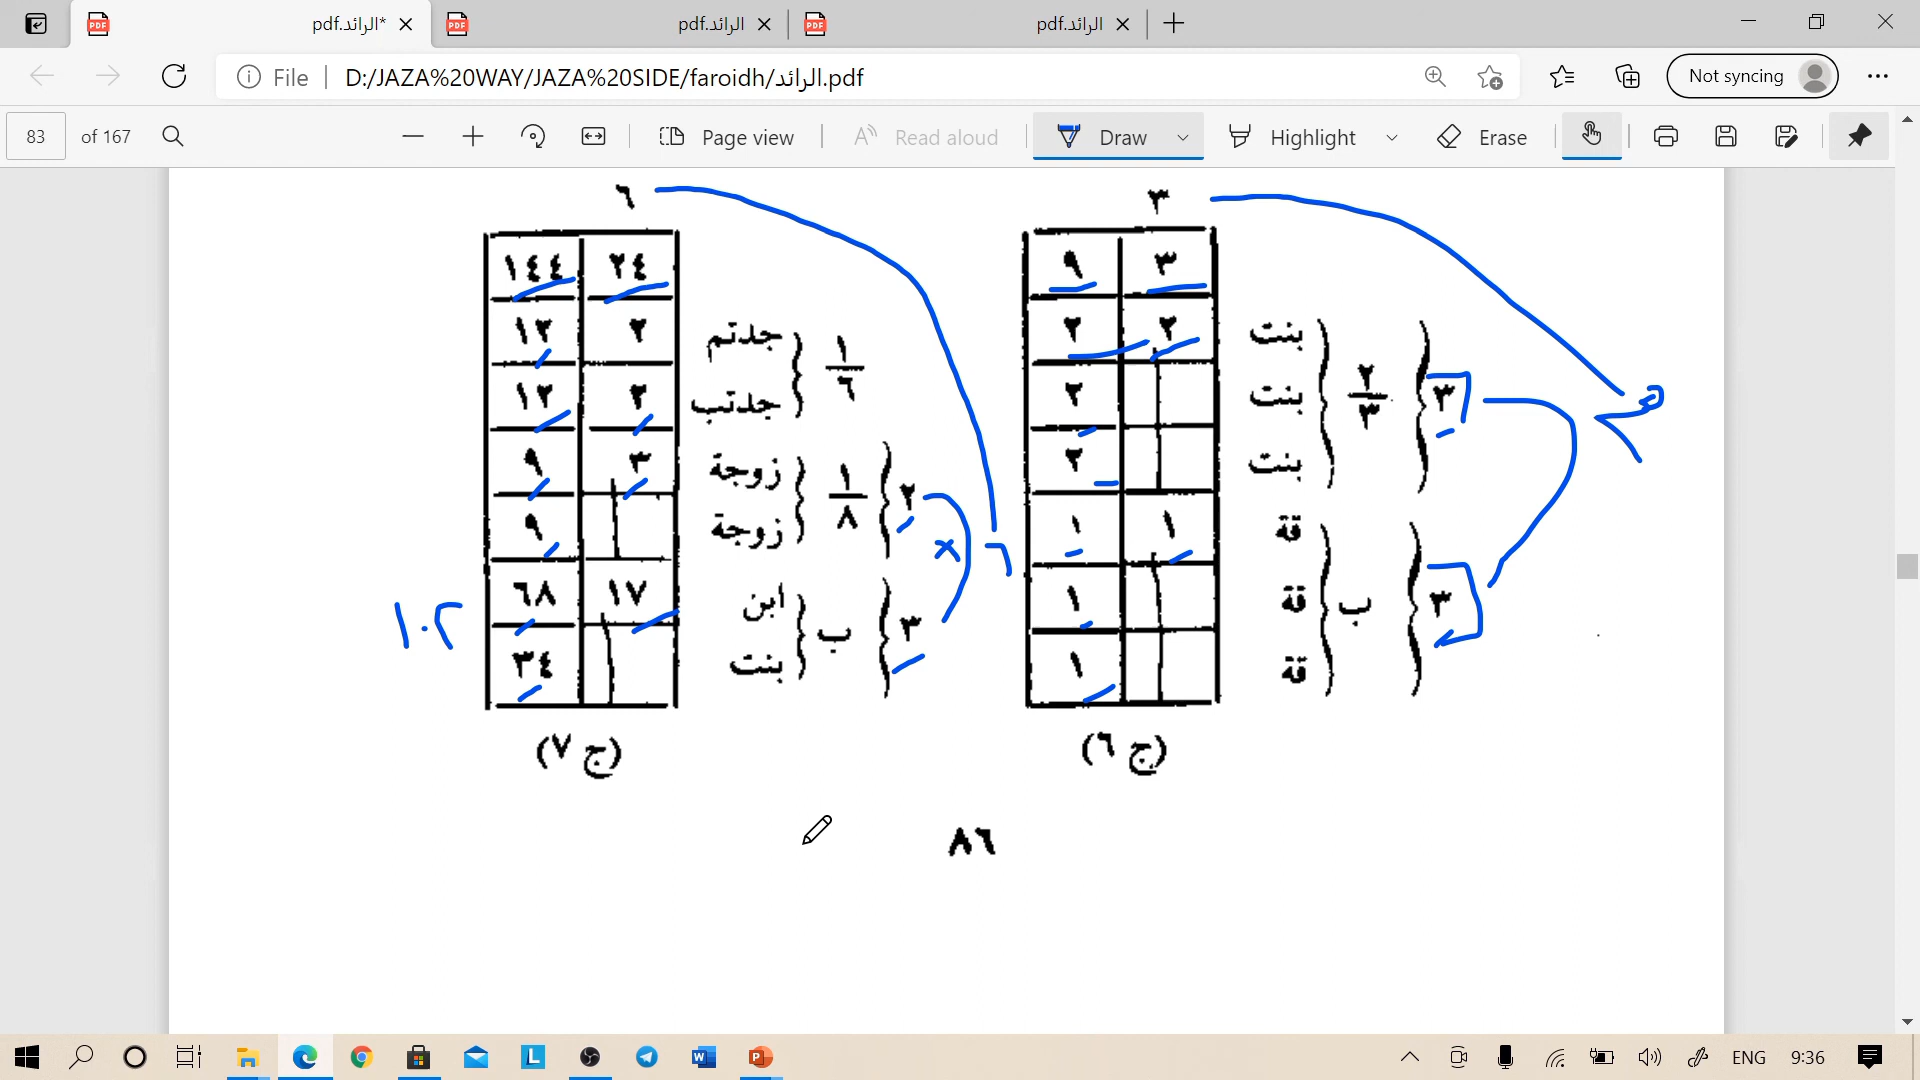 الرائد.pdf*
الرائد.pdf
الرائد.pdf
File
D:/JAZA%20WAY/JAZA%20SIDE/faroidh/الرائد.pdf
Not syncing
83 of 167
Page view
Read aloud
Draw
Highlight
Erase
٣
٣ ٩
بنت ٢ ٢
٣ ٢/٣ بنت ٢
بنت ٢
قة ١ ١
٣ ب قة ١
قة ١
(ج ٦)
٦
٢٤ ١٤٤
جدتم ٢ ١٢
١/٦
جدتب ٢ ١٢
زوجة ٣ ٩
٢ ١/٨
زوجة ٩
ابن ١٧ ٦٨
٣ ب
بنت ٣٤
١٠٢
(ج ٧)
٨٦
ENG
9:36